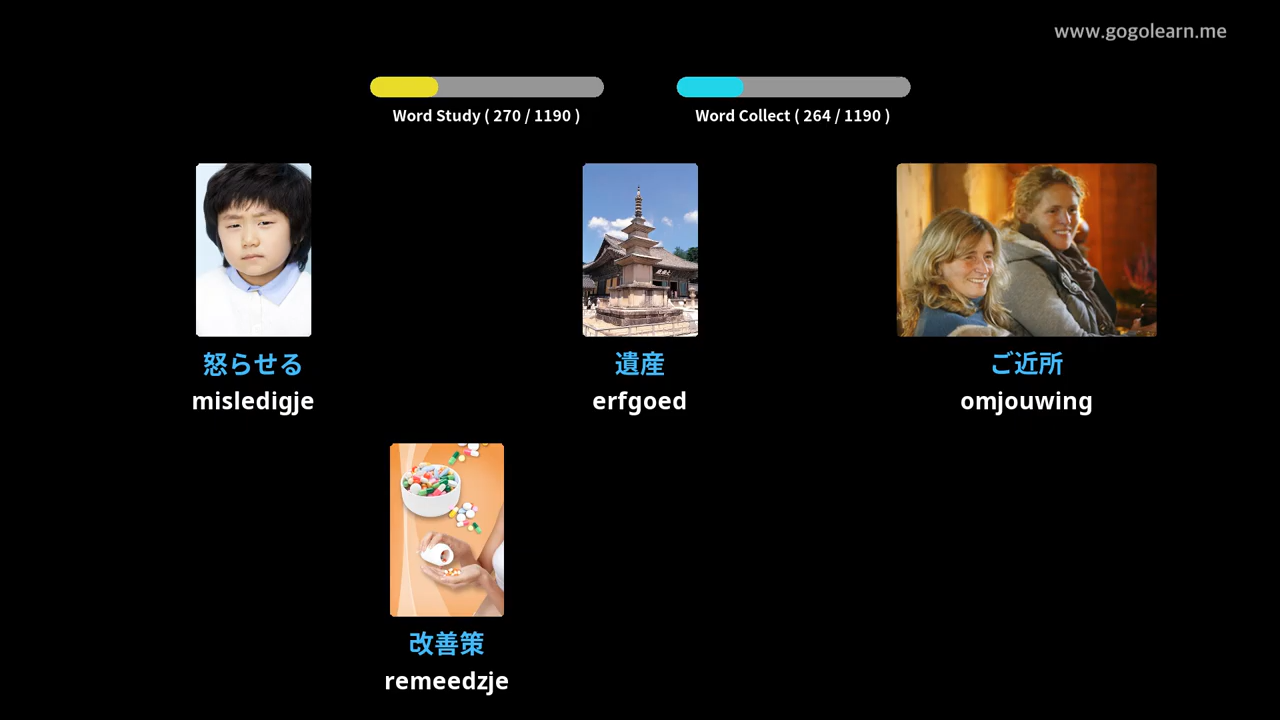 www.gogolearn.me
Word Study ( 270 / 1190 )
Word Collect ( 264 / 1190 )
怒らせる
misledigje
遺産
erfgoed
ご近所
omjouwing
改善策
remeedzje